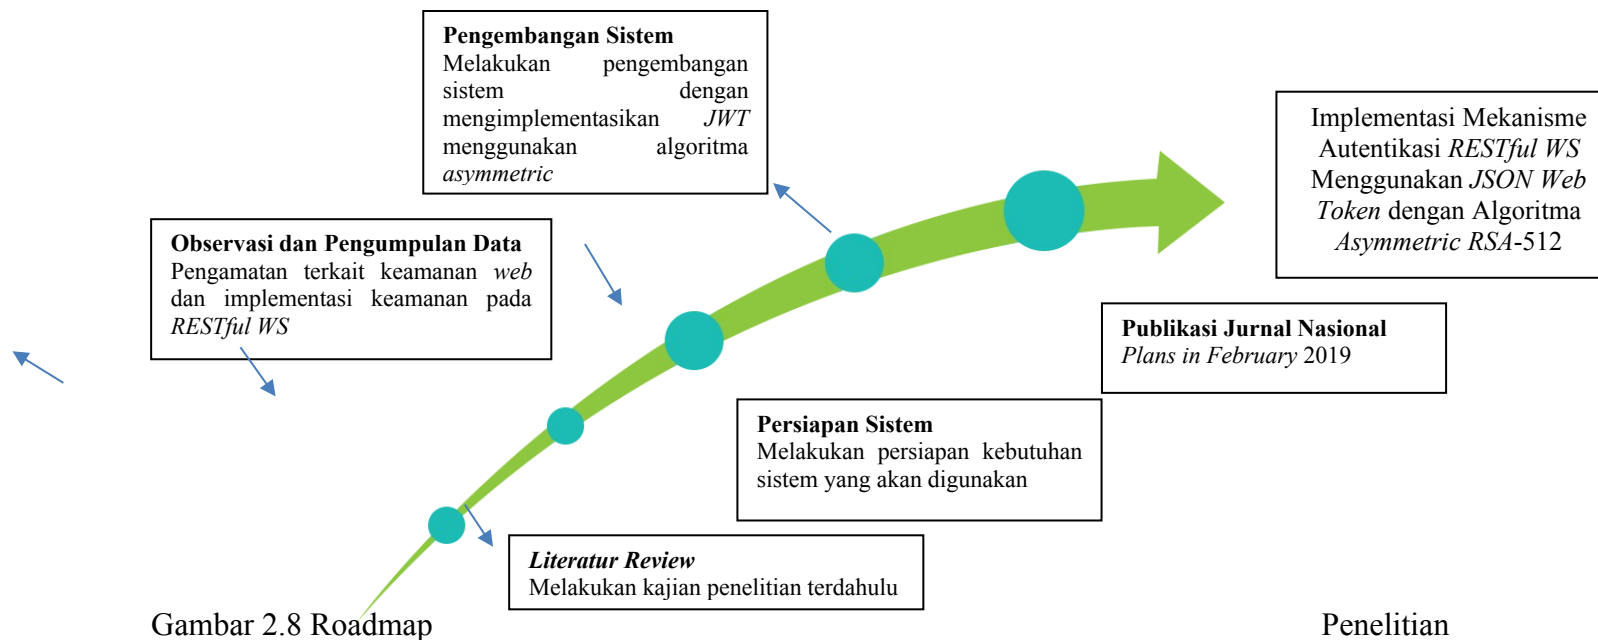 Pengembangan Sistem
Melakukan pengembangan
sistem dengan
mengimplementasikan JWT
menggunakan algoritma
asymmetric
Implementasi Mekanisme
Autentikasi RESTful WS
Menggunakan JSON Web
Token dengan Algoritma
Asymmetric RSA-512
Observasi dan Pengumpulan Data
Pengamatan terkait keamanan web
dan implementasi keamanan pada
RESTful WS
Publikasi Jurnal Nasional
Plans in February 2019
Persiapan Sistem
Melakukan persiapan kebutuhan
sistem yang akan digunakan
Literatur Review
Melakukan kajian penelitian terdahulu
Gambar 2.8 Roadmap Penelitian